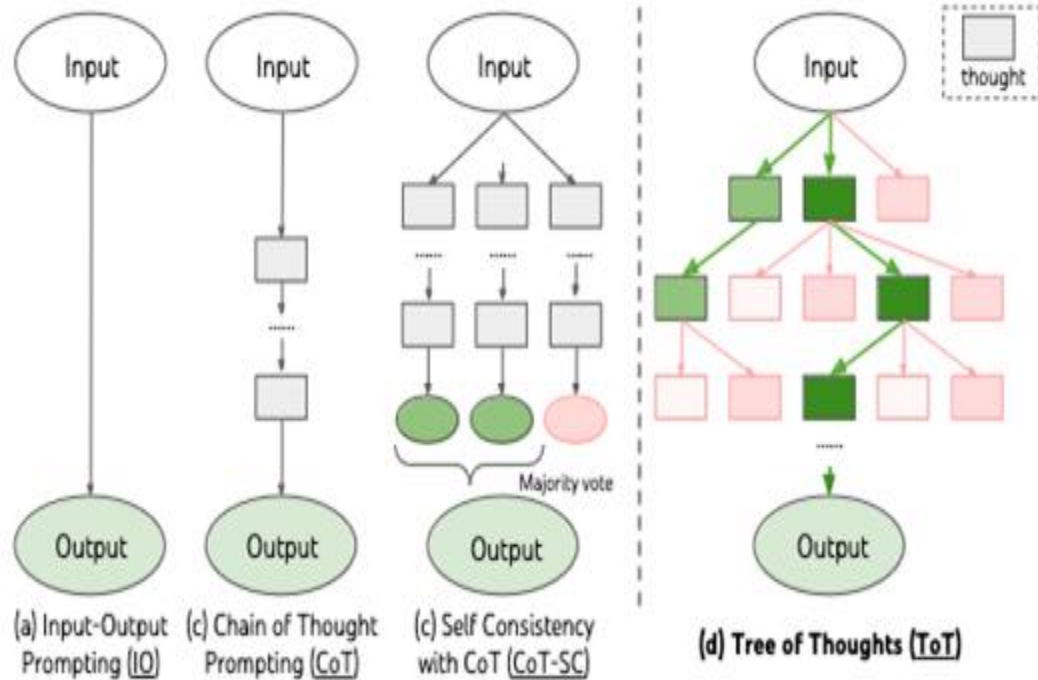 Input
Input
Input
Input
thought
......
......
......
......
......
Majority vote
Output
Output
Output
Output
(a) Input-Output
Prompting (IO)
(c) Chain of Thought
Prompting (CoT)
(c) Self Consistency
with CoT (CoT-SC)
(d) Tree of Thoughts (ToT)